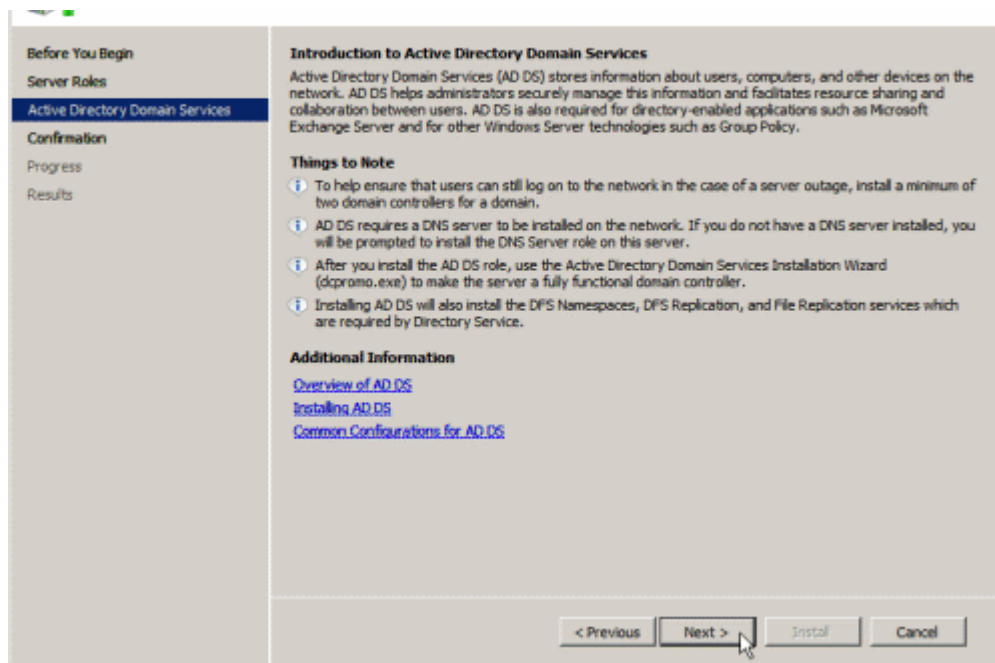 Before You Begin
Server Roles
Active Directory Domain Services
Confirmation
Progress
Results
Introduction to Active Directory Domain Services
Active Directory Domain Services (AD DS) stores information about users, computers, and other devices on the
network. AD DS helps administrators securely manage this information and facilitates resource sharing and
collaboration between users. AD DS is also required for directory-enabled applications such as Microsoft
Exchange Server and for other Windows Server technologies such as Group Policy.
Things to Note
To help ensure that users can still log on to the network in the case of a server outage, install a minimum of
two domain controllers for a domain.
AD DS requires a DNS server to be installed on the network. If you do not have a DNS server installed, you
will be prompted to install the DNS Server role on this server.
After you install the AD DS role, use the Active Directory Domain Services Installation Wizard
(dcpromo.exe) to make the server a fully functional domain controller.
Installing AD DS will also install the DFS Namespaces, DFS Replication, and File Replication services which
are required by Directory Service.
Additional Information
Overview of AD DS
Installing AD DS
Common Configurations for AD DS
< Previous
Next >
Install
Cancel